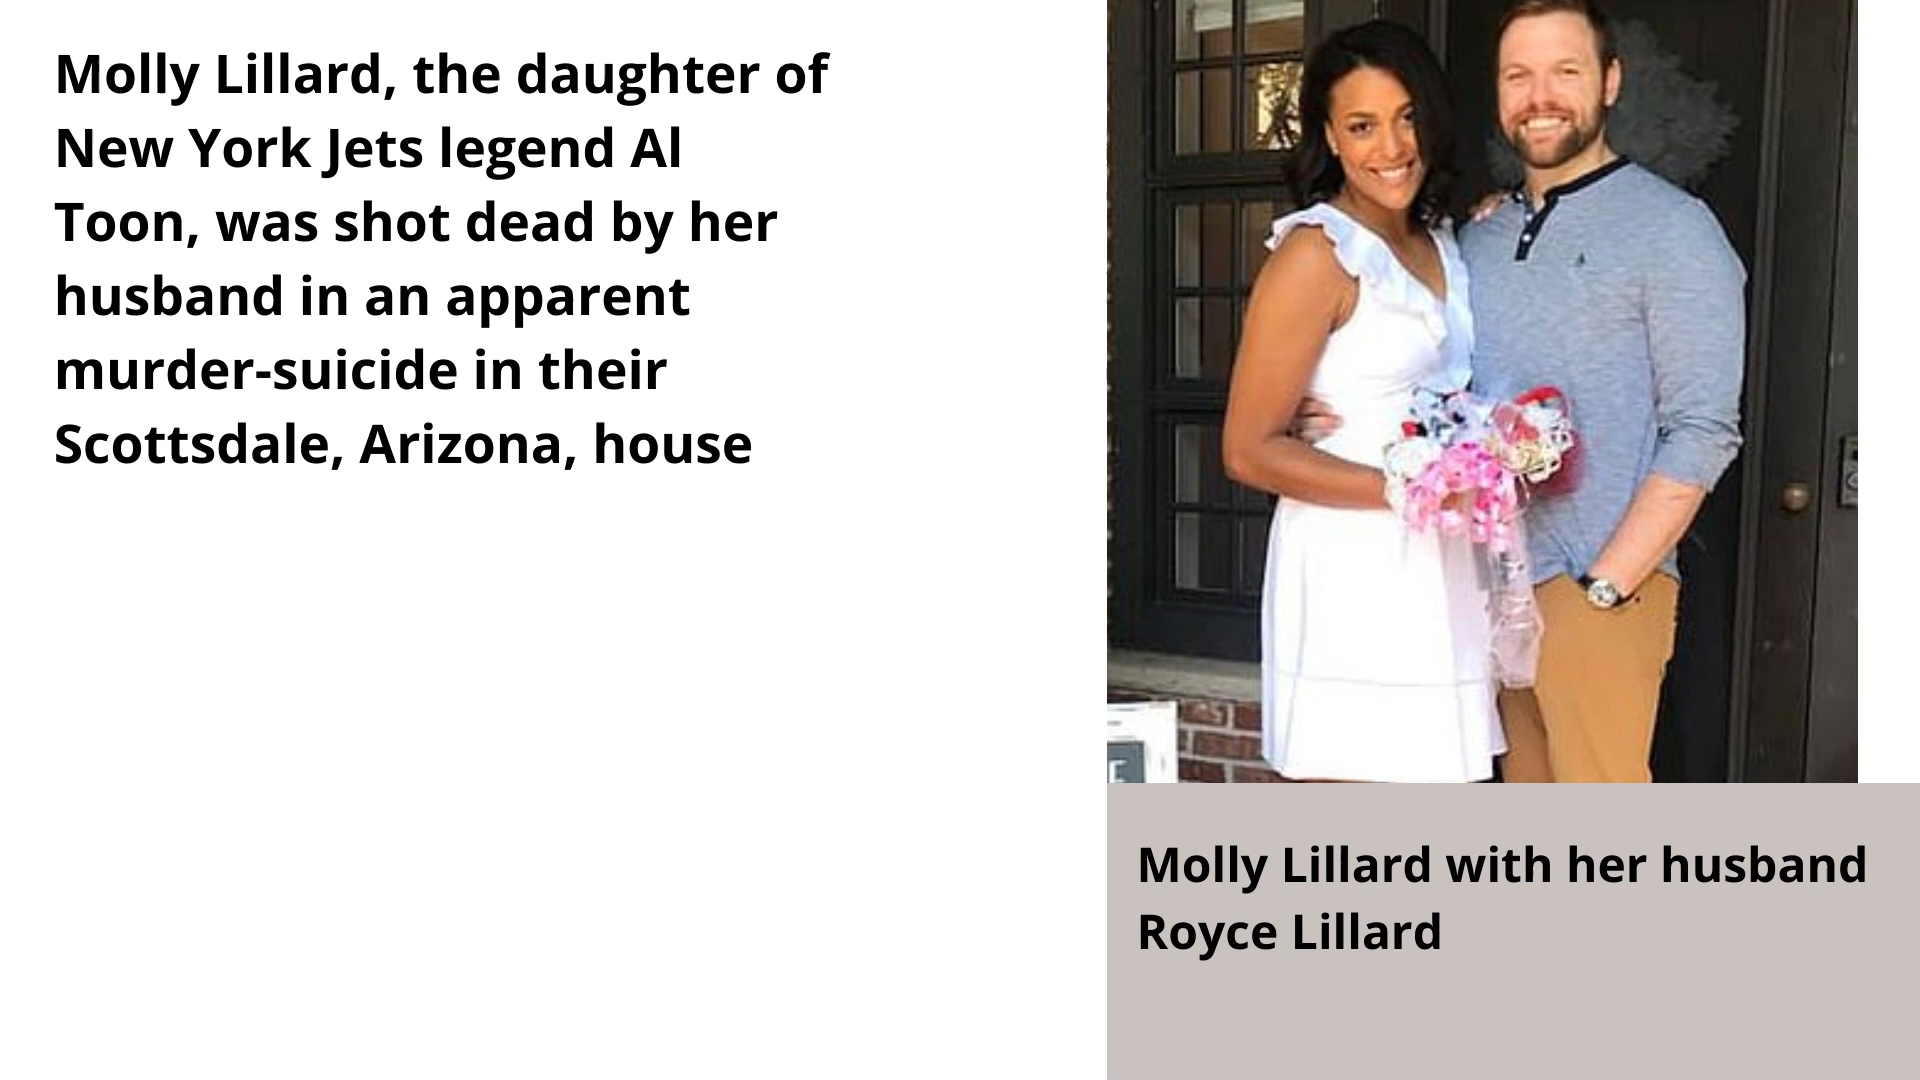 Molly Lillard, the daughter of
New York Jets legend Al
Toon, was shot dead by her
husband in an apparent
murder-suicide in their
Scottsdale, Arizona, house
E
Molly Lillard with her husband
Royce Lillard